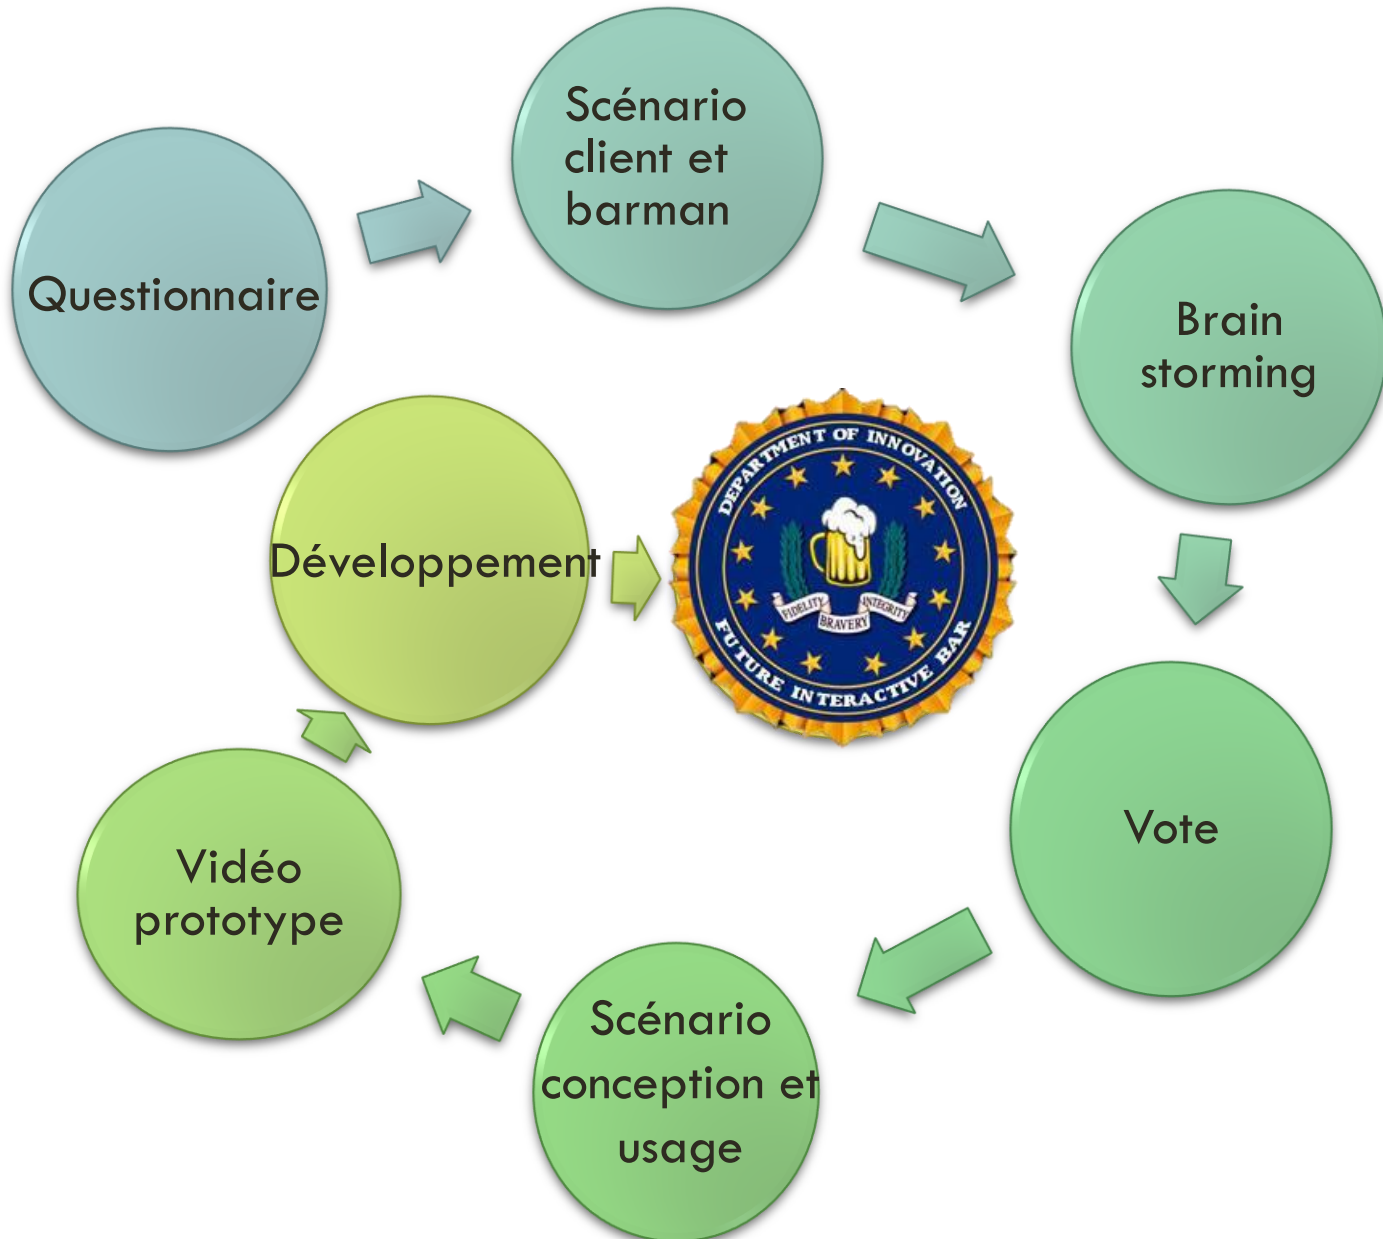 Questionnaire
Scénario
client et
barman
Brain
storming
Vote
Scénario
conception et
usage
Vidéo
prototype
Développement
DEPARTMENT OF INNOVATION
FIDELITY
BRAVERY
INTEGRITY
FUTURE INTERACTIVE BAR